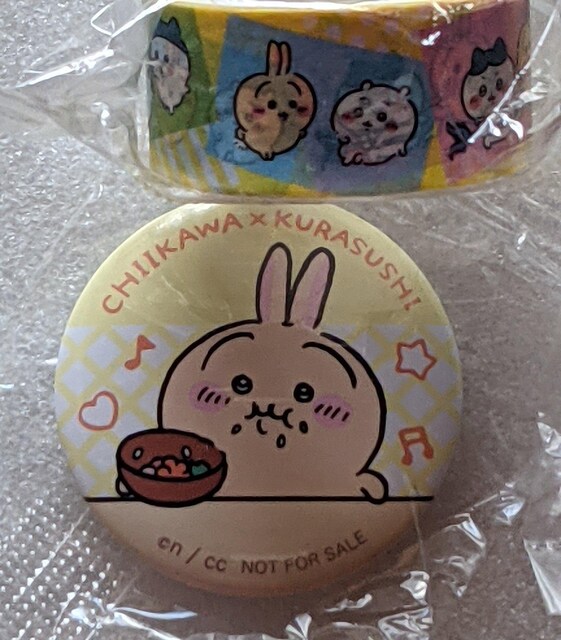 CHIIKAWA × KURASUSHI
©n / cc NOT FOR SALE